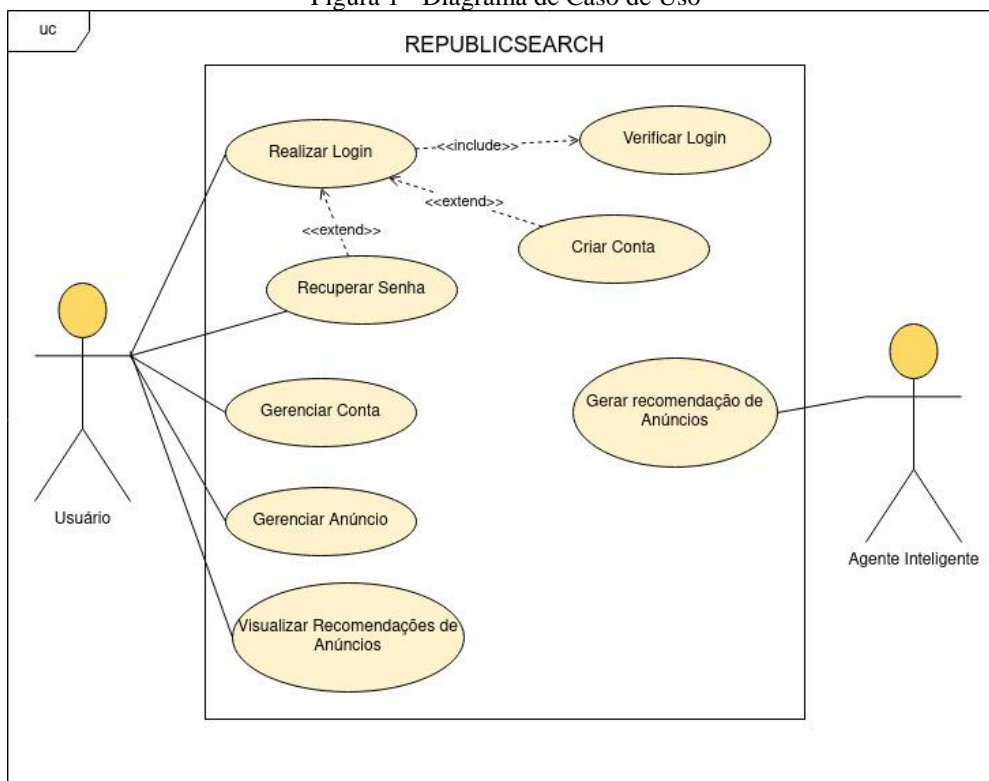 Figura 1 - Diagrama de Caso de Uso
uc
REPUBLICSEARCH
Realizar Login
<<include>>
Verificar Login
<<extend>>
Criar Conta
<<extend>>
Recuperar Senha
Gerenciar Conta
Gerar recomendação de
Anúncios
Usuário
Gerenciar Anúncio
Agente Inteligente
Visualizar Recomendações de
Anúncios